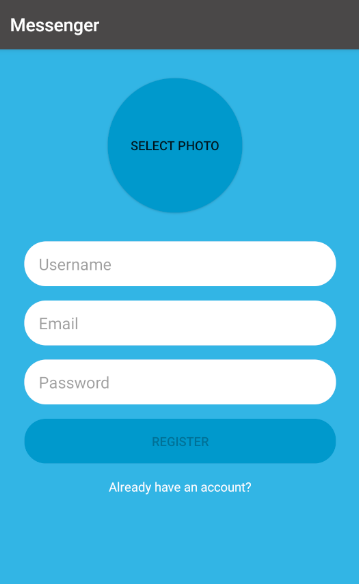 Messenger
SELECT PHOTO
Username
Email
Password
REGISTER
Already have an account?